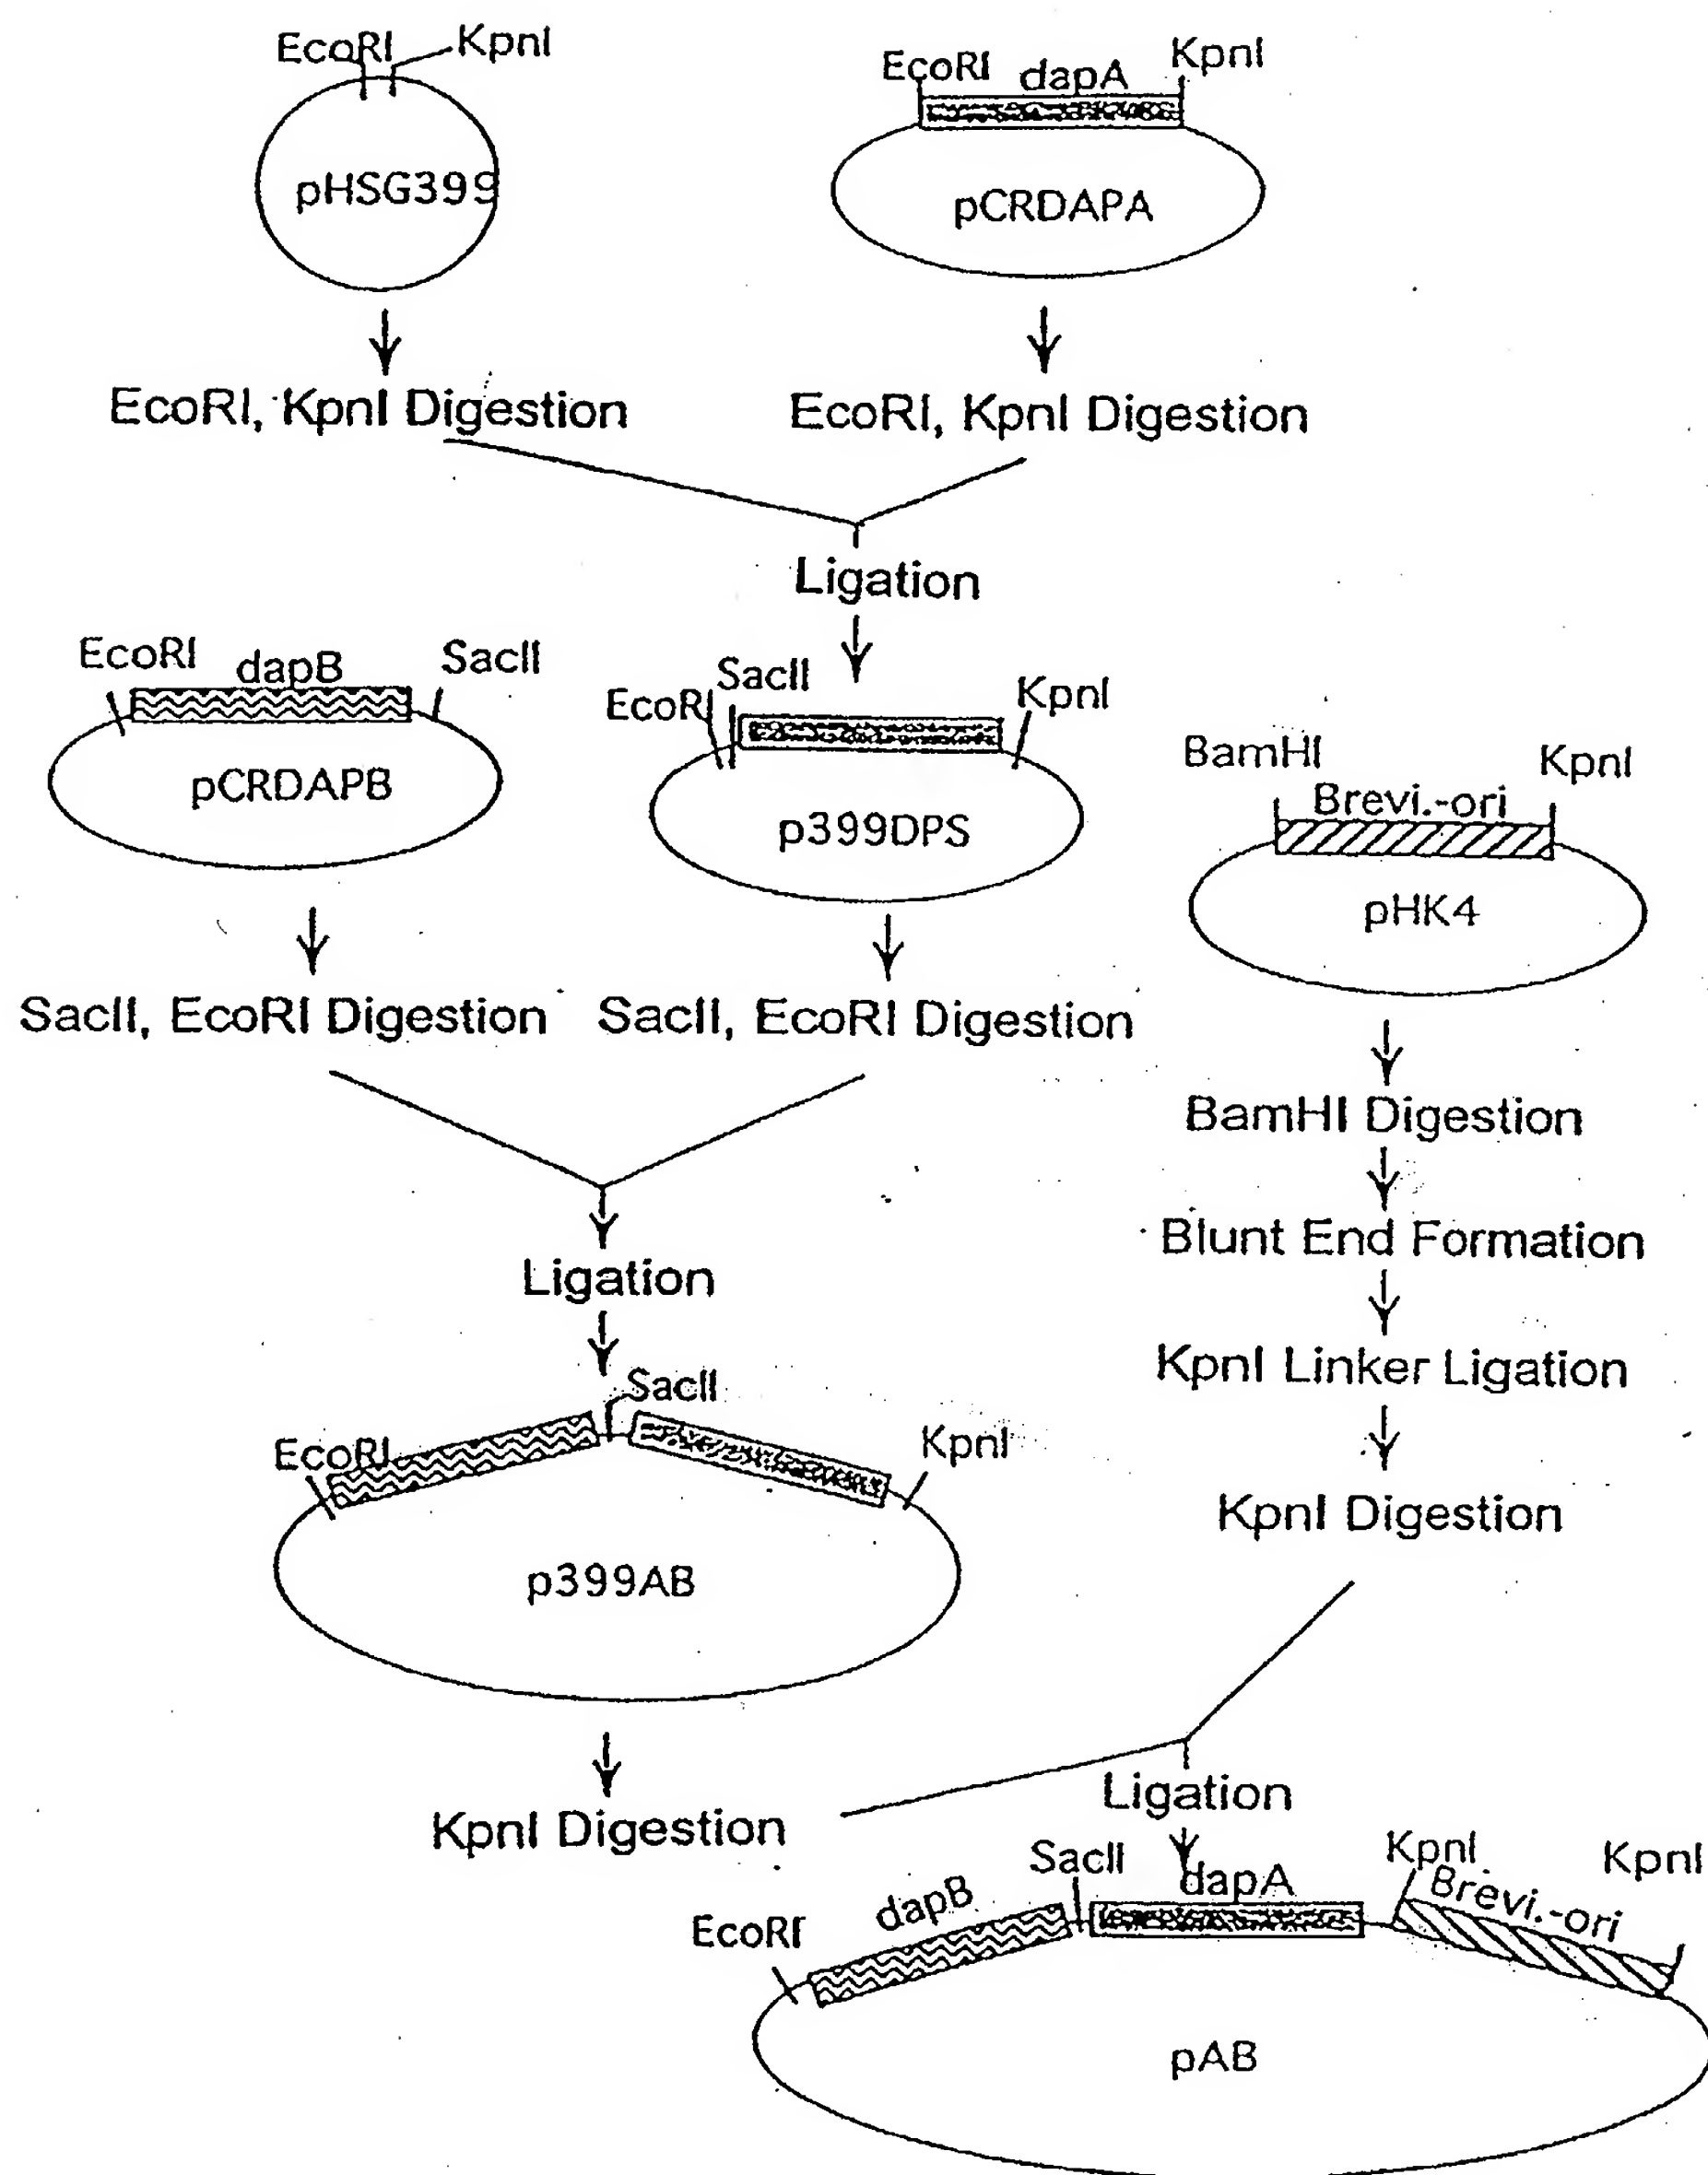 EcoRI KpnI
pHSG399
EcoRI dapA KpnI
pCRDAPA
EcoRI, KpnI Digestion
EcoRI, KpnI Digestion
Ligation
EcoRI dapB SacII
pCRDAPB
EcoRI SacII KpnI
p399DPS
BamHI KpnI
Brevi.-ori
pHK4
SacII, EcoRI Digestion
SacII, EcoRI Digestion
BamHI Digestion
Blunt End Formation
KpnI Linker Ligation
KpnI Digestion
Ligation
EcoRI SacII KpnI
p399AB
KpnI Digestion
Ligation
EcoRI dapB SacII dapA KpnI Brevi.-ori KpnI
pAB